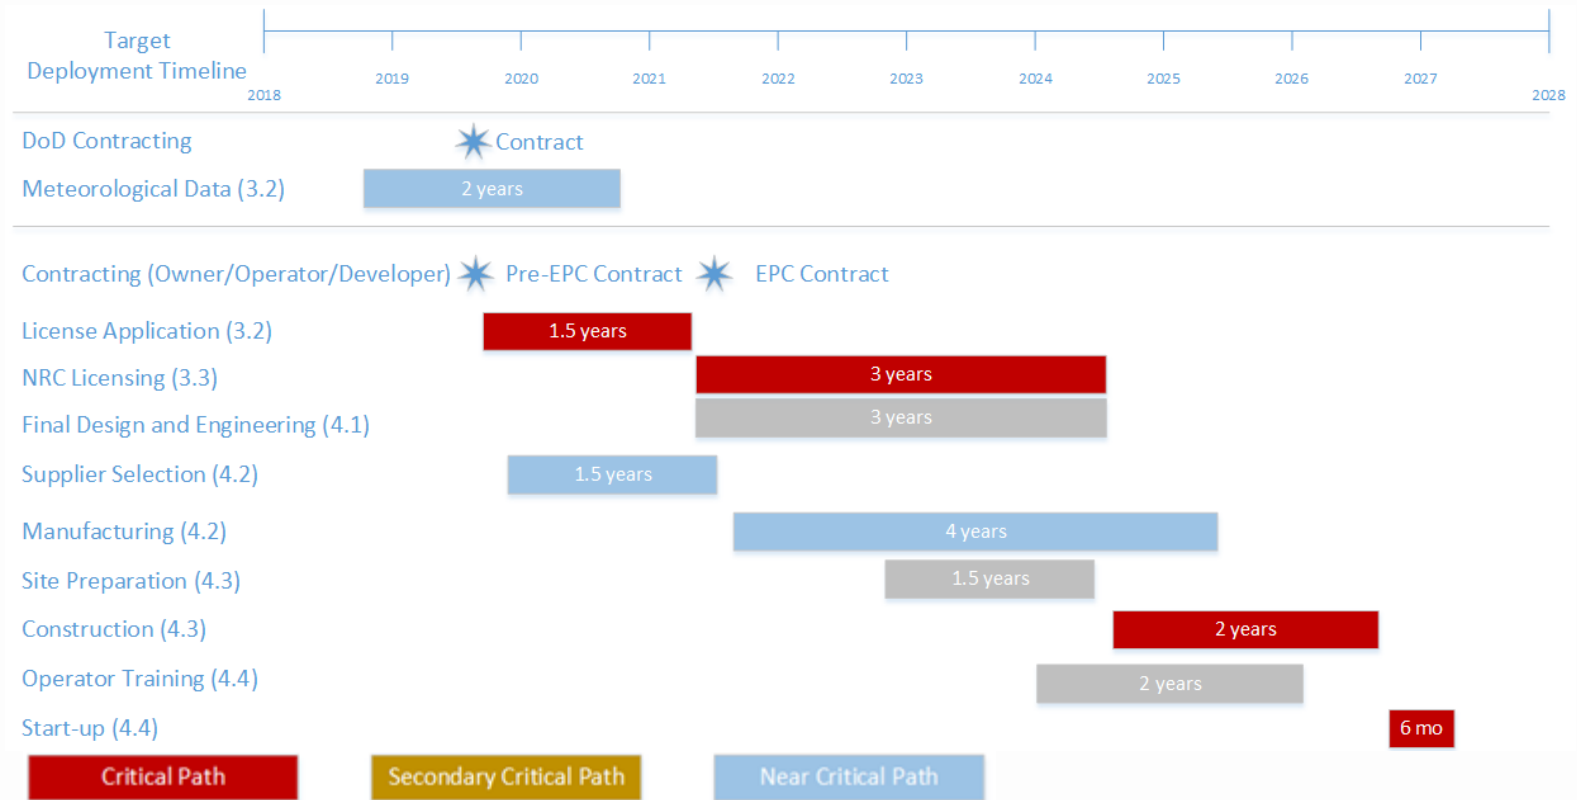 Target
Deployment Timeline
2018
2019
2020
2021
2022
2023
2024
2025
2026
2027
2028
DoD Contracting
Contract
Meteorological Data (3.2)
2 years
Contracting (Owner/Operator/Developer)
Pre-EPC Contract
EPC Contract
License Application (3.2)
1.5 years
NRC Licensing (3.3)
3 years
Final Design and Engineering (4.1)
3 years
Supplier Selection (4.2)
1.5 years
Manufacturing (4.2)
4 years
Site Preparation (4.3)
1.5 years
Construction (4.3)
2 years
Operator Training (4.4)
2 years
Start-up (4.4)
6 mo
Critical Path
Secondary Critical Path
Near Critical Path